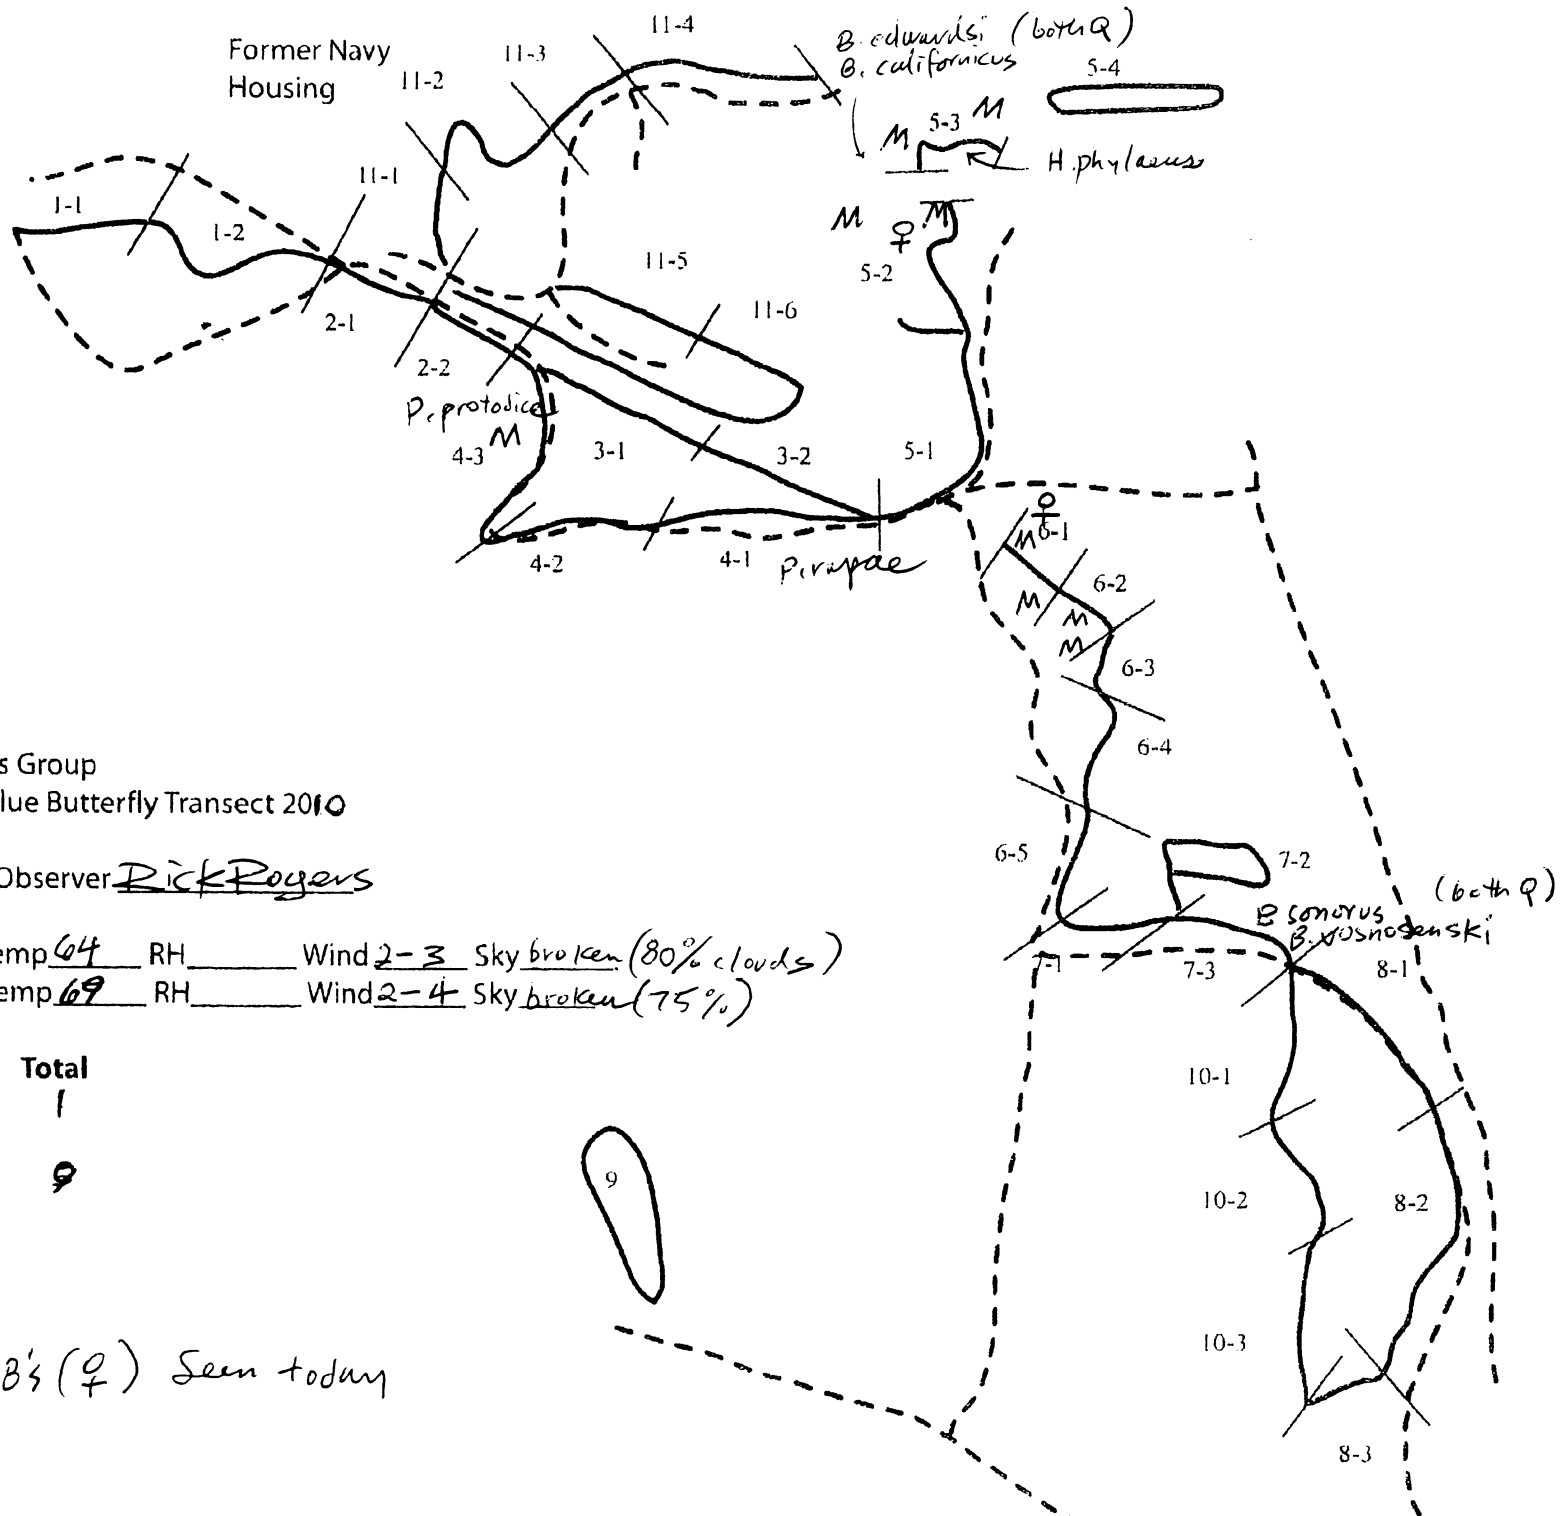 11-4
B. edwardsi (both Q)
Former Navy
Housing
11-3
11-2
B. californicus
5-4
M
5-3
M
H. phylaeus
11-1
1-1
1-2
M
♀
M
5-2
11-5
11-6
2-1
2-2
P. protodice
M
4-3
3-1
3-2
5-1
♀
6-1
M
4-2
4-1
P. rapae
6-2
M
M
M
6-3
6-4
s Group
lue Butterfly Transect 2010
6-5
7-2
Observer Rick Rogers
(both Q)
B sonorus
B. vosnosenski
emp 64 RH Wind 2-3 Sky broken (80% clouds)
7-1
7-3
8-1
emp 69 RH Wind 2-4 Sky broken (75%)
Total
1
10-1
9
10-2
8-2
10-3
B's (♀) Seen today
8-3